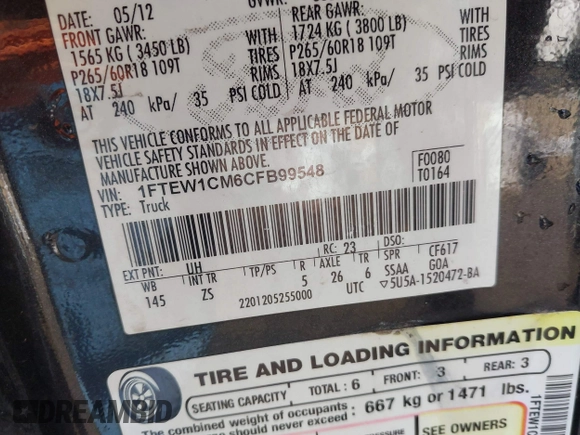 DATE: 05/12
GVWR:
FRONT GAWR:
REAR GAWR:
1565 KG ( 3450 LB)
WITH
1724 KG ( 3800 LB)
WITH
P265/60R18 109T
TIRES
P265/60R18 109T
TIRES
18X7.5J
RIMS
18X7.5J
RIMS
AT 240 kPa/ 35 PSI COLD
AT 240 kPa/ 35 PSI COLD
THIS VEHICLE CONFORMS TO ALL APPLICABLE FEDERAL MOTOR
VEHICLE SAFETY STANDARDS IN EFFECT ON THE DATE OF
MANUFACTURE SHOWN ABOVE.
VIN: 1FTEW1CM6CFB99548
TYPE: Truck
F0080
T0164
EXT PNT: UH
RC: 23
DSO:
WB
INT TR
TP/PS
R
AXLE
TR
SPR
CF617
145
ZS
5
26
6
SSAA
GOA
2201205255000
UTC
▽5U5A-1520472-BA
TIRE AND LOADING INFORMATION
SEATING CAPACITY
TOTAL : 6
FRONT: 3
REAR: 3
The combined weight of occupants
: 667 kg or 1471 lbs.
should never exceed
SEE OWNERS
1FTEW1C
DREAMBID